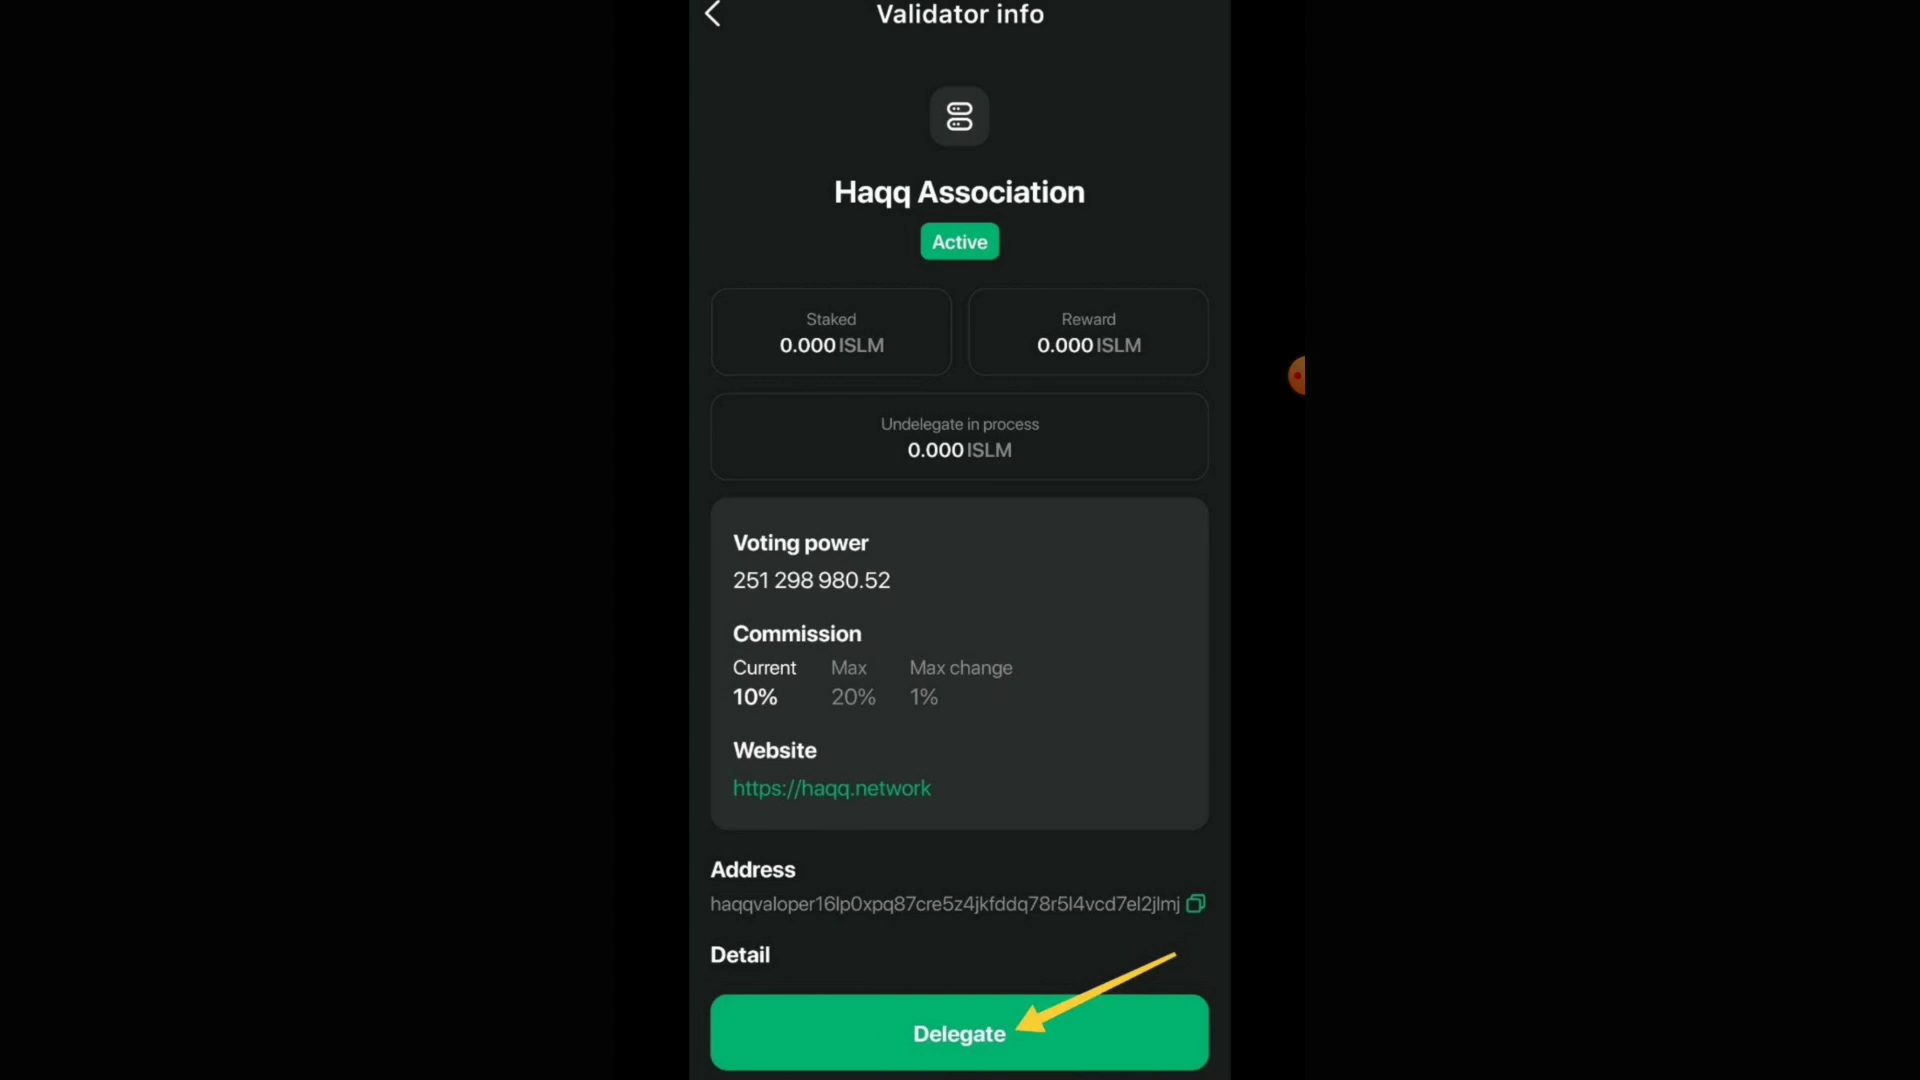 Validator info
Haqq Association
Active
Staked
0.000 ISLM
Reward
0.000 ISLM
Undelegate in process
0.000 ISLM
Voting power
251 298 980.52
Commission
Current Max Max change
10% 20% 1%
Website
https://haqq.network
Address
haqqvaloper16lp0xpq87cre5z4jkfddq78r5l4vcd7el2jlmj
Detail
Delegate